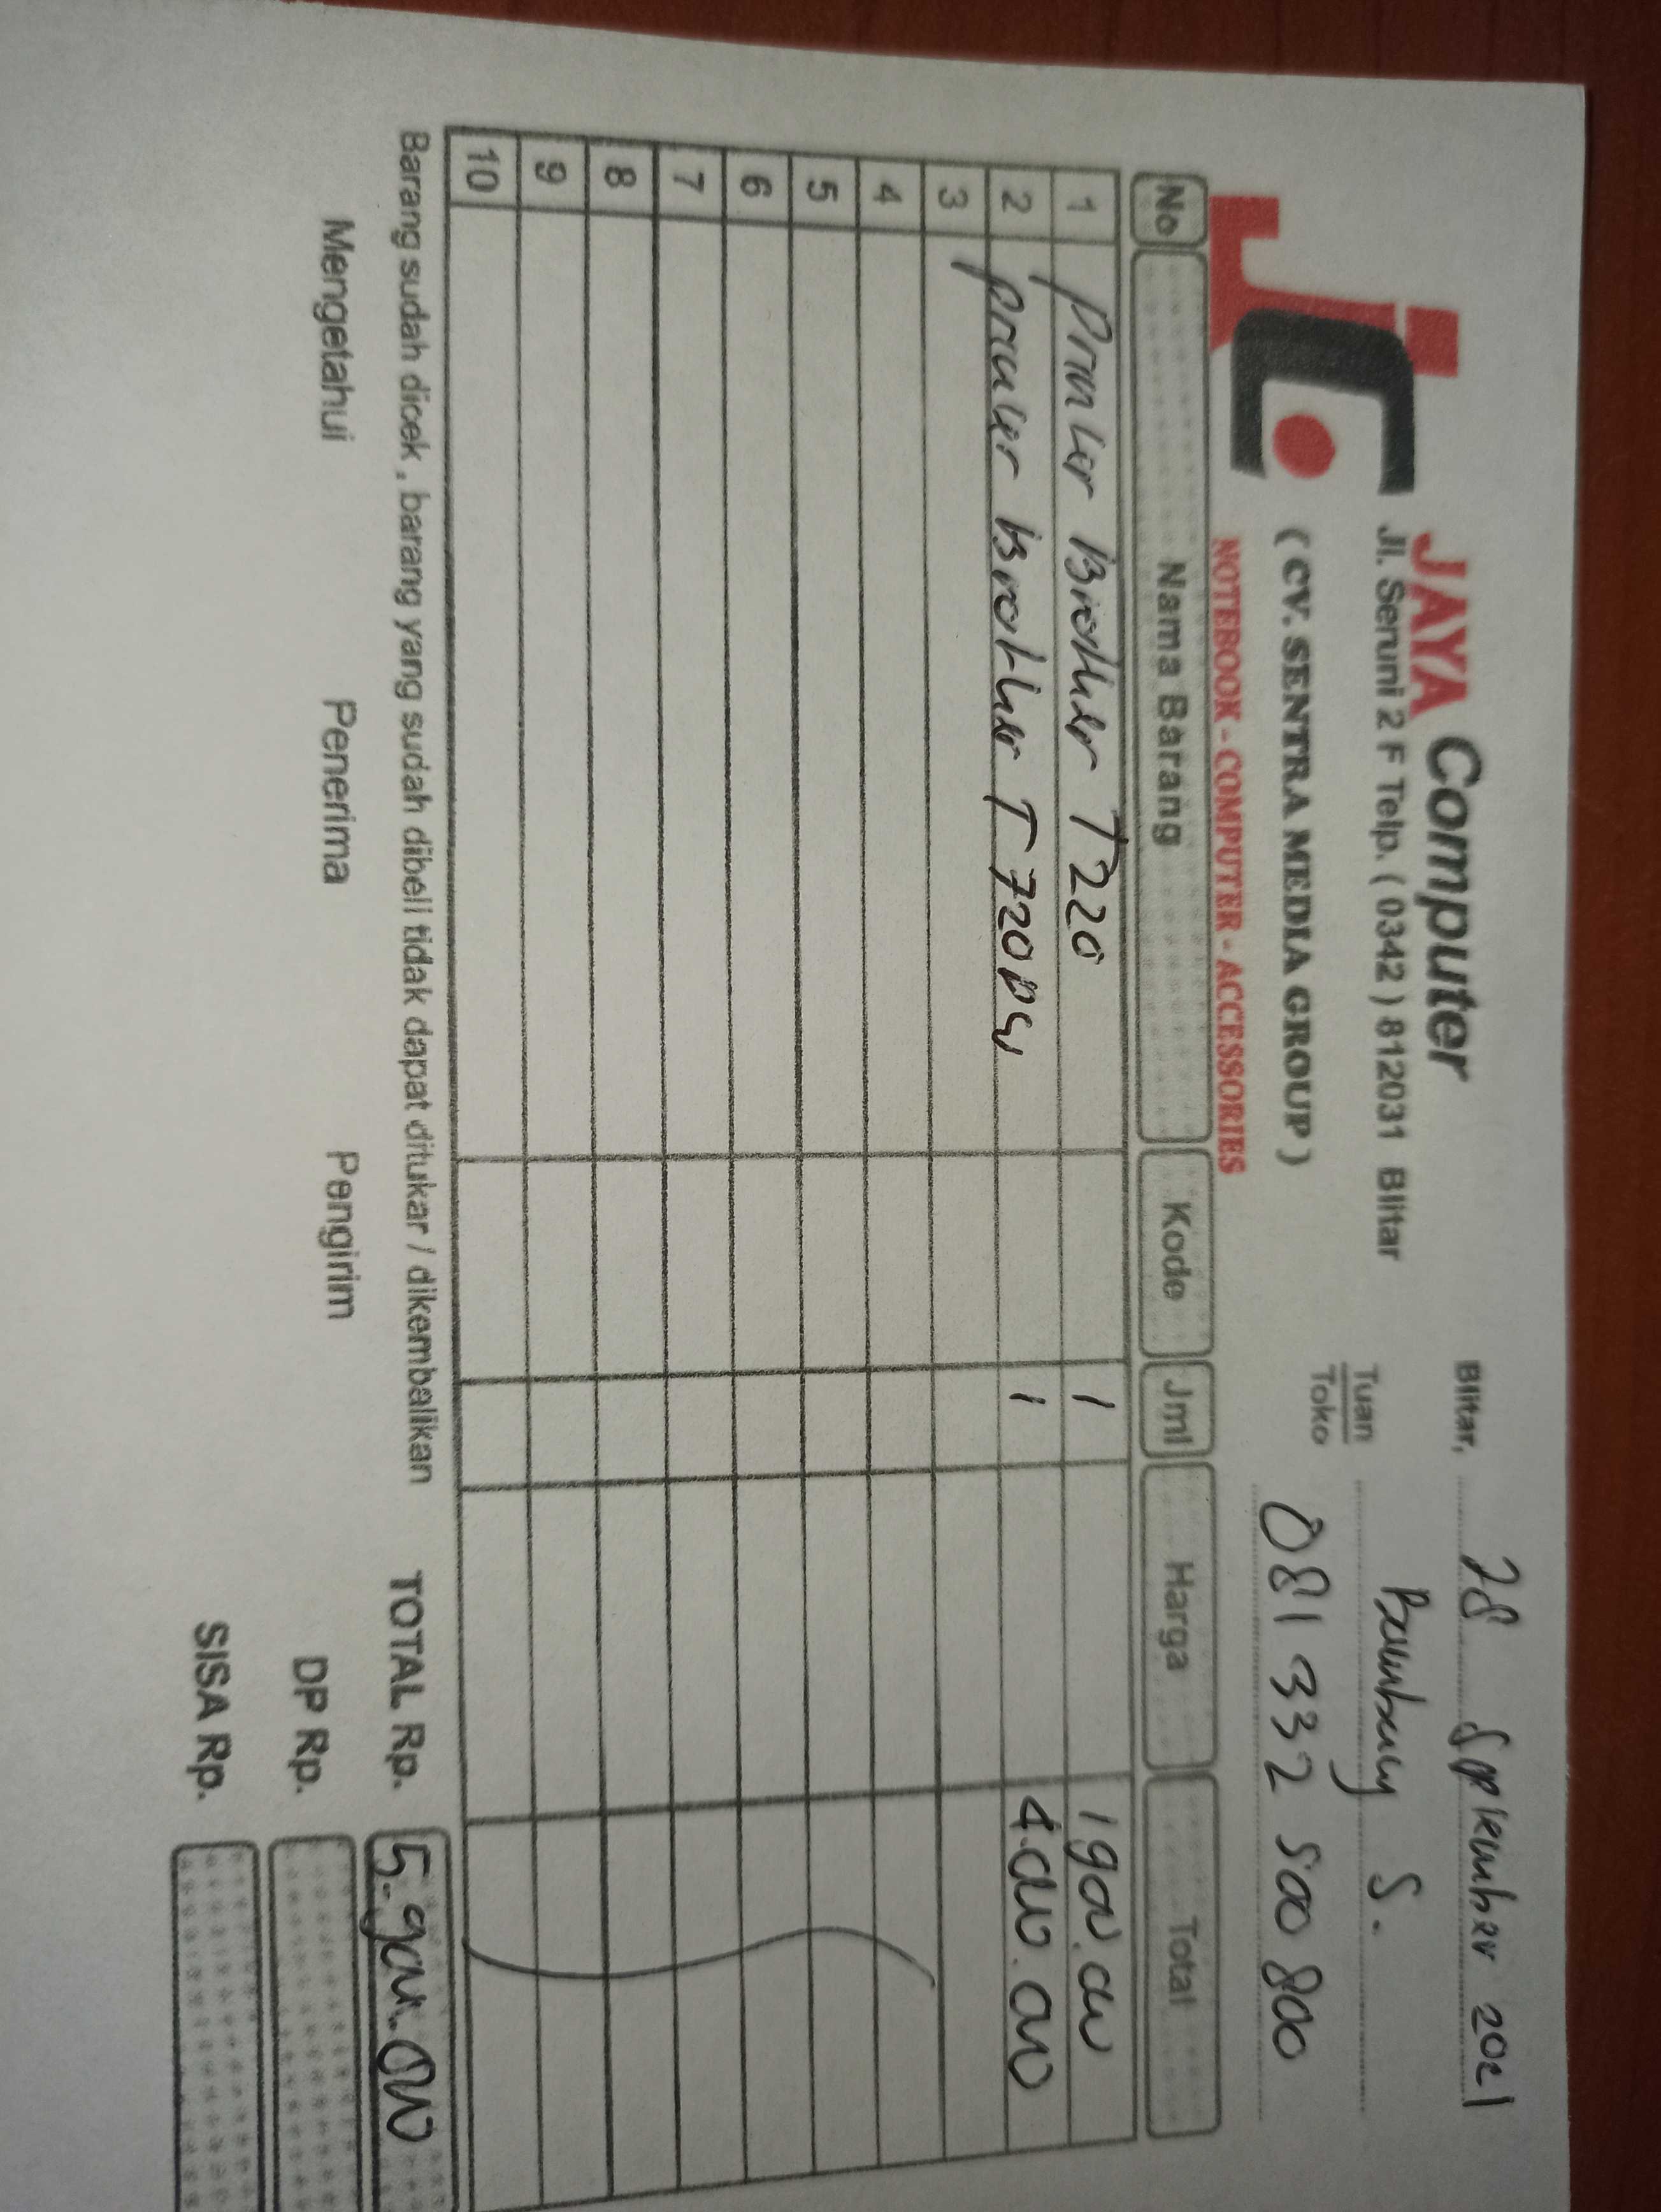 JC
JAYA Computer
Jl. Seruni 2 F Telp. ( 0342 ) 812031 Blitar
( CV. SENTRA MEDIA GROUP )
NOTEBOOK - COMPUTER - ACCESSORIES
Blitar, 28 September 2021
Tuan
Toko
Bambang S.
081 332 500 800
No Nama Barang Kode Jml Harga Total
1 Printer Brother T220 1 1900.000
2 Printer Brother T720DW 1 4.000.000
3
4
5
6
7
8
9
10
Barang sudah dicek , barang yang sudah dibeli tidak dapat ditukar / dikembalikan
TOTAL Rp. 5.900.000
Mengetahui Penerima Pengirim
DP Rp.
SISA Rp.